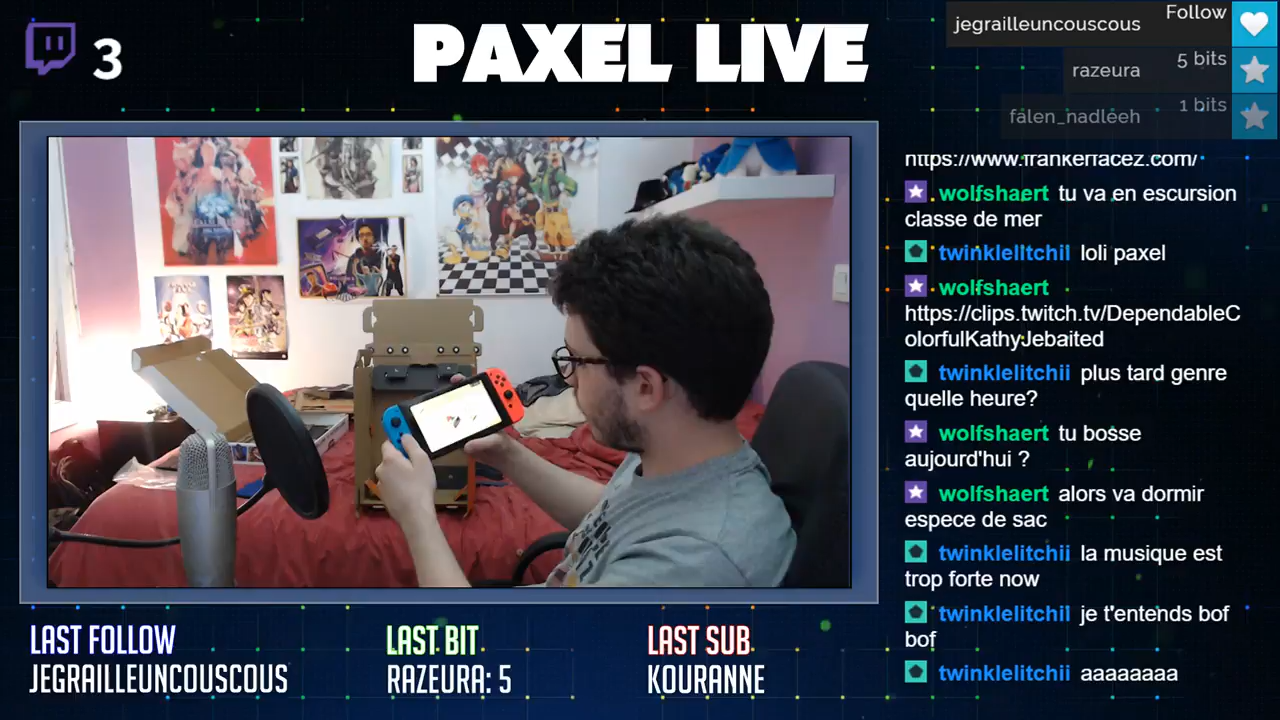 3
PAXEL LIVE
jegrailleuncouscous Follow
razeura 5 bits
fálen_nadléeh 1 bits
https://www.frankerfacez.com/
wolfshaert tu va en escursion
classe de mer
twinklelitchii loli paxel
wolfshaert
https://clips.twitch.tv/DependableC
olorfulKathyJebaited
twinklelitchii plus tard genre
quelle heure?
wolfshaert tu bosse
aujourd'hui ?
wolfshaert alors va dormir
espece de sac
twinklelitchii la musique est
trop forte now
twinklelitchii je t'entends bof
bof
twinklelitchii aaaaaaaa
LAST FOLLOW
JEGRAILLEUNCOUSCOUS
LAST BIT
RAZEURA: 5
LAST SUB
KOURANNE